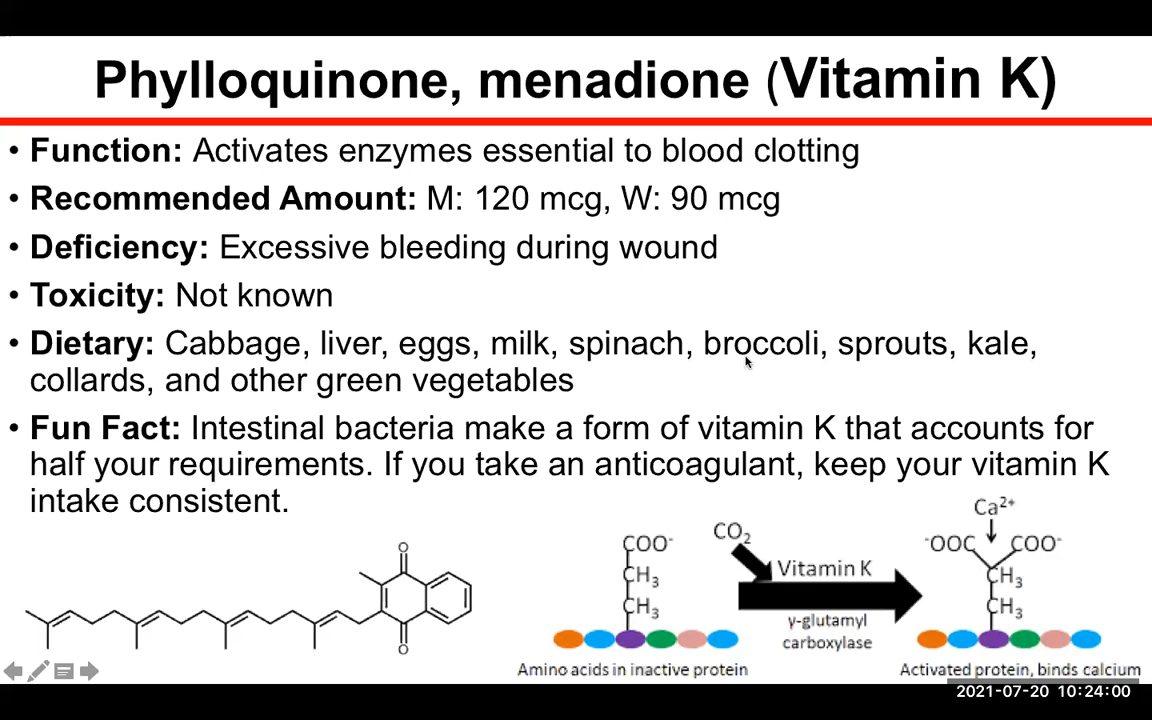 Phylloquinone, menadione (Vitamin K)
• Function: Activates enzymes essential to blood clotting
• Recommended Amount: M: 120 mcg, W: 90 mcg
• Deficiency: Excessive bleeding during wound
• Toxicity: Not known
• Dietary: Cabbage, liver, eggs, milk, spinach, broccoli, sprouts, kale,
collards, and other green vegetables
• Fun Fact: Intestinal bacteria make a form of vitamin K that accounts for
half your requirements. If you take an anticoagulant, keep your vitamin K
intake consistent.
O
O
COO⁻
CH₃
CH₃
Amino acids in inactive protein
CO₂
Vitamin K
γ-glutamyl
carboxylase
Ca²⁺
⁻OOC COO⁻
CH₃
CH₃
Activated protein, binds calcium
2021-07-20 10:24:00